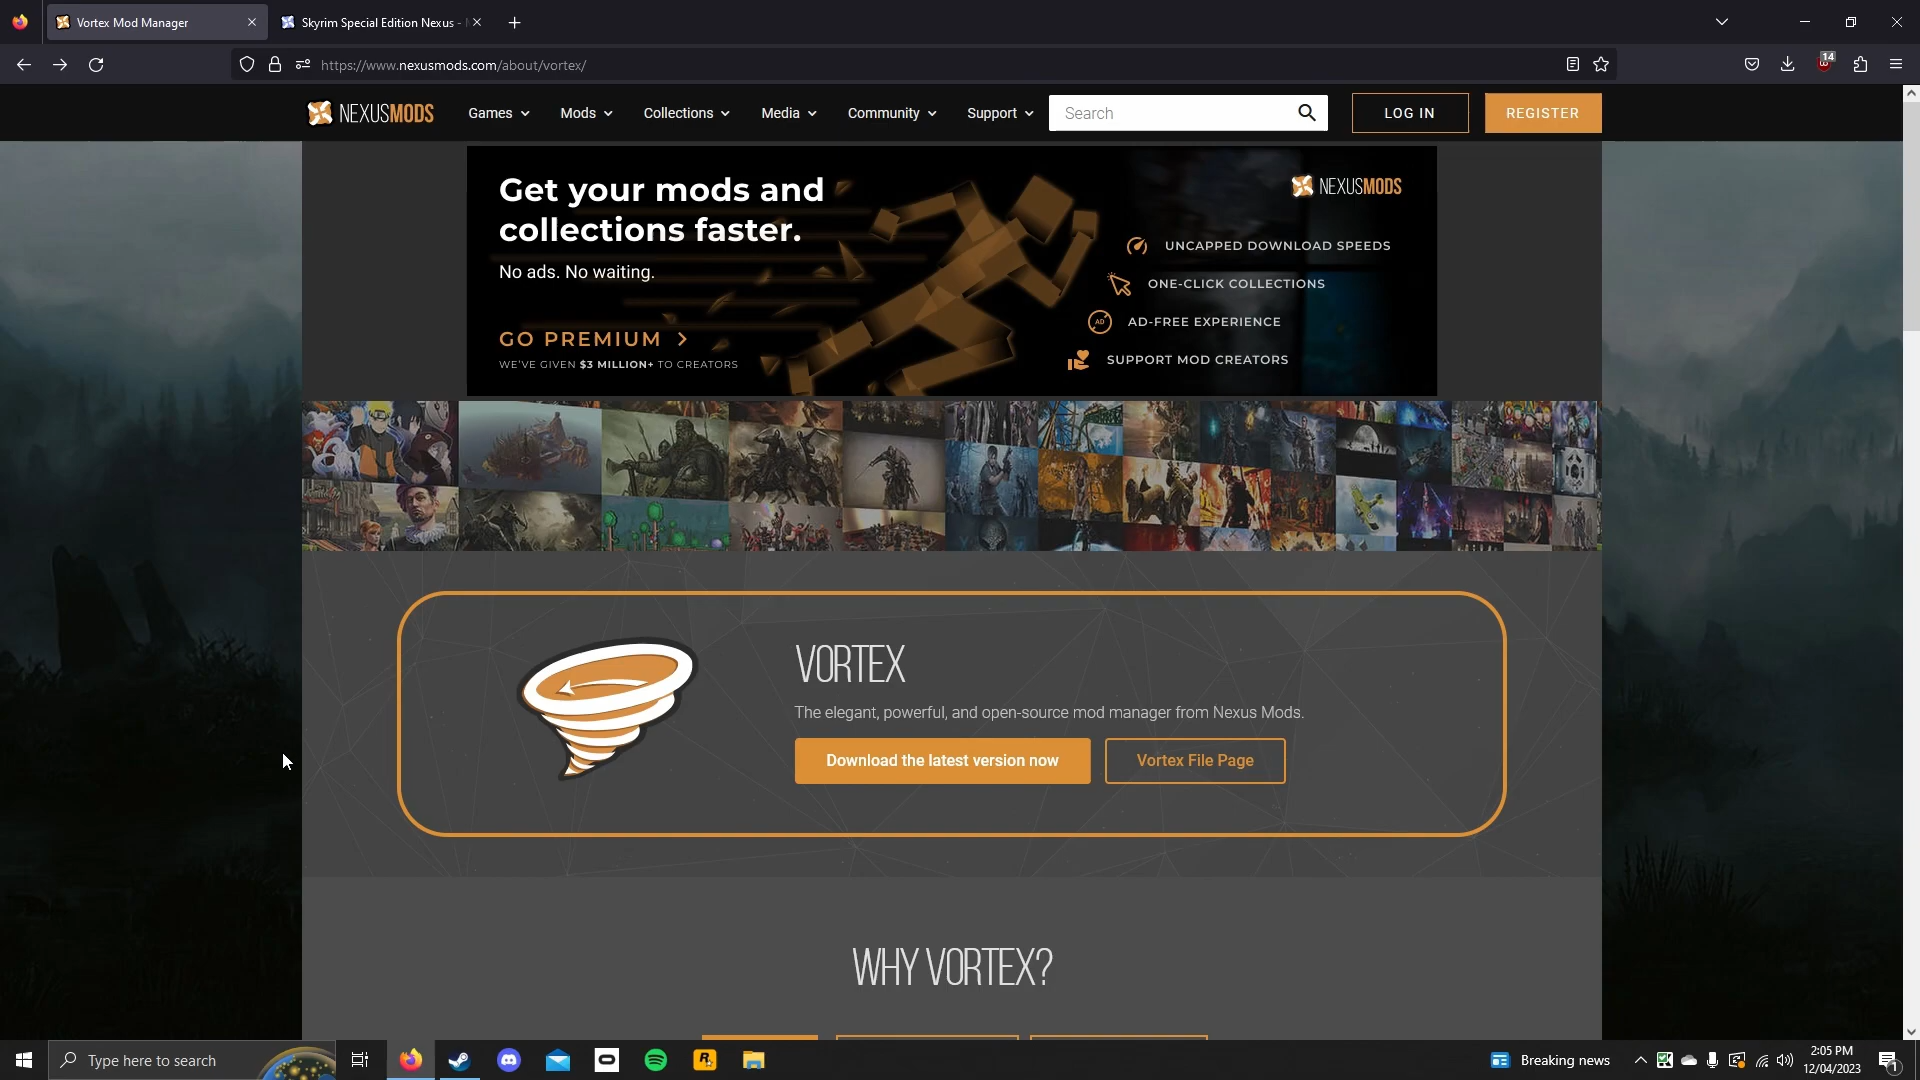 Vortex Mod Manager
Skyrim Special Edition Nexus -
https://www.nexusmods.com/about/vortex/
14
NEXUSMODS
Games
Mods
Collections
Media
Community
Support
Search
LOG IN
REGISTER
Get your mods and
collections faster.
No ads. No waiting.
GO PREMIUM
WE'VE GIVEN $3 MILLION+ TO CREATORS
NEXUSMODS
UNCAPPED DOWNLOAD SPEEDS
ONE-CLICK COLLECTIONS
AD
AD-FREE EXPERIENCE
SUPPORT MOD CREATORS
VORTEX
The elegant, powerful, and open-source mod manager from Nexus Mods.
Download the latest version now
Vortex File Page
WHY VORTEX?
Type here to search
Breaking news
2:05 PM
12/04/2023
1